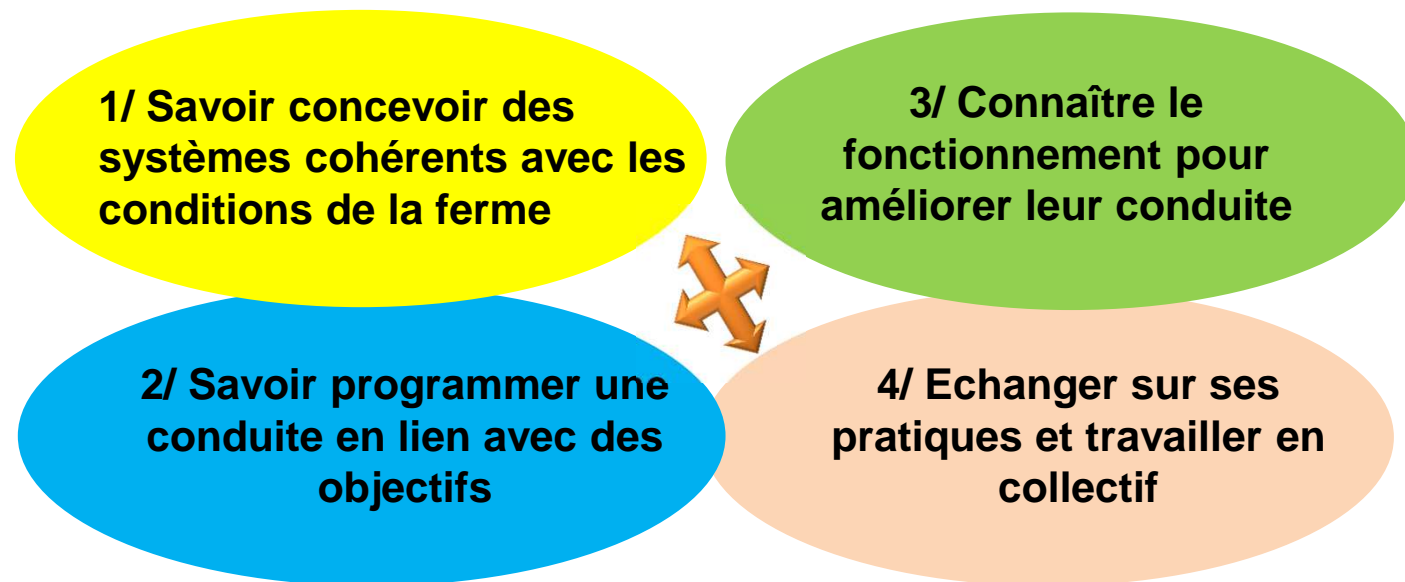 1/ Savoir concevoir des
systèmes cohérents avec les
conditions de la ferme
2/ Savoir programmer une
conduite en lien avec des
objectifs
3/ Connaître le
fonctionnement pour
améliorer leur conduite
4/ Echanger sur ses
pratiques et travailler en
collectif